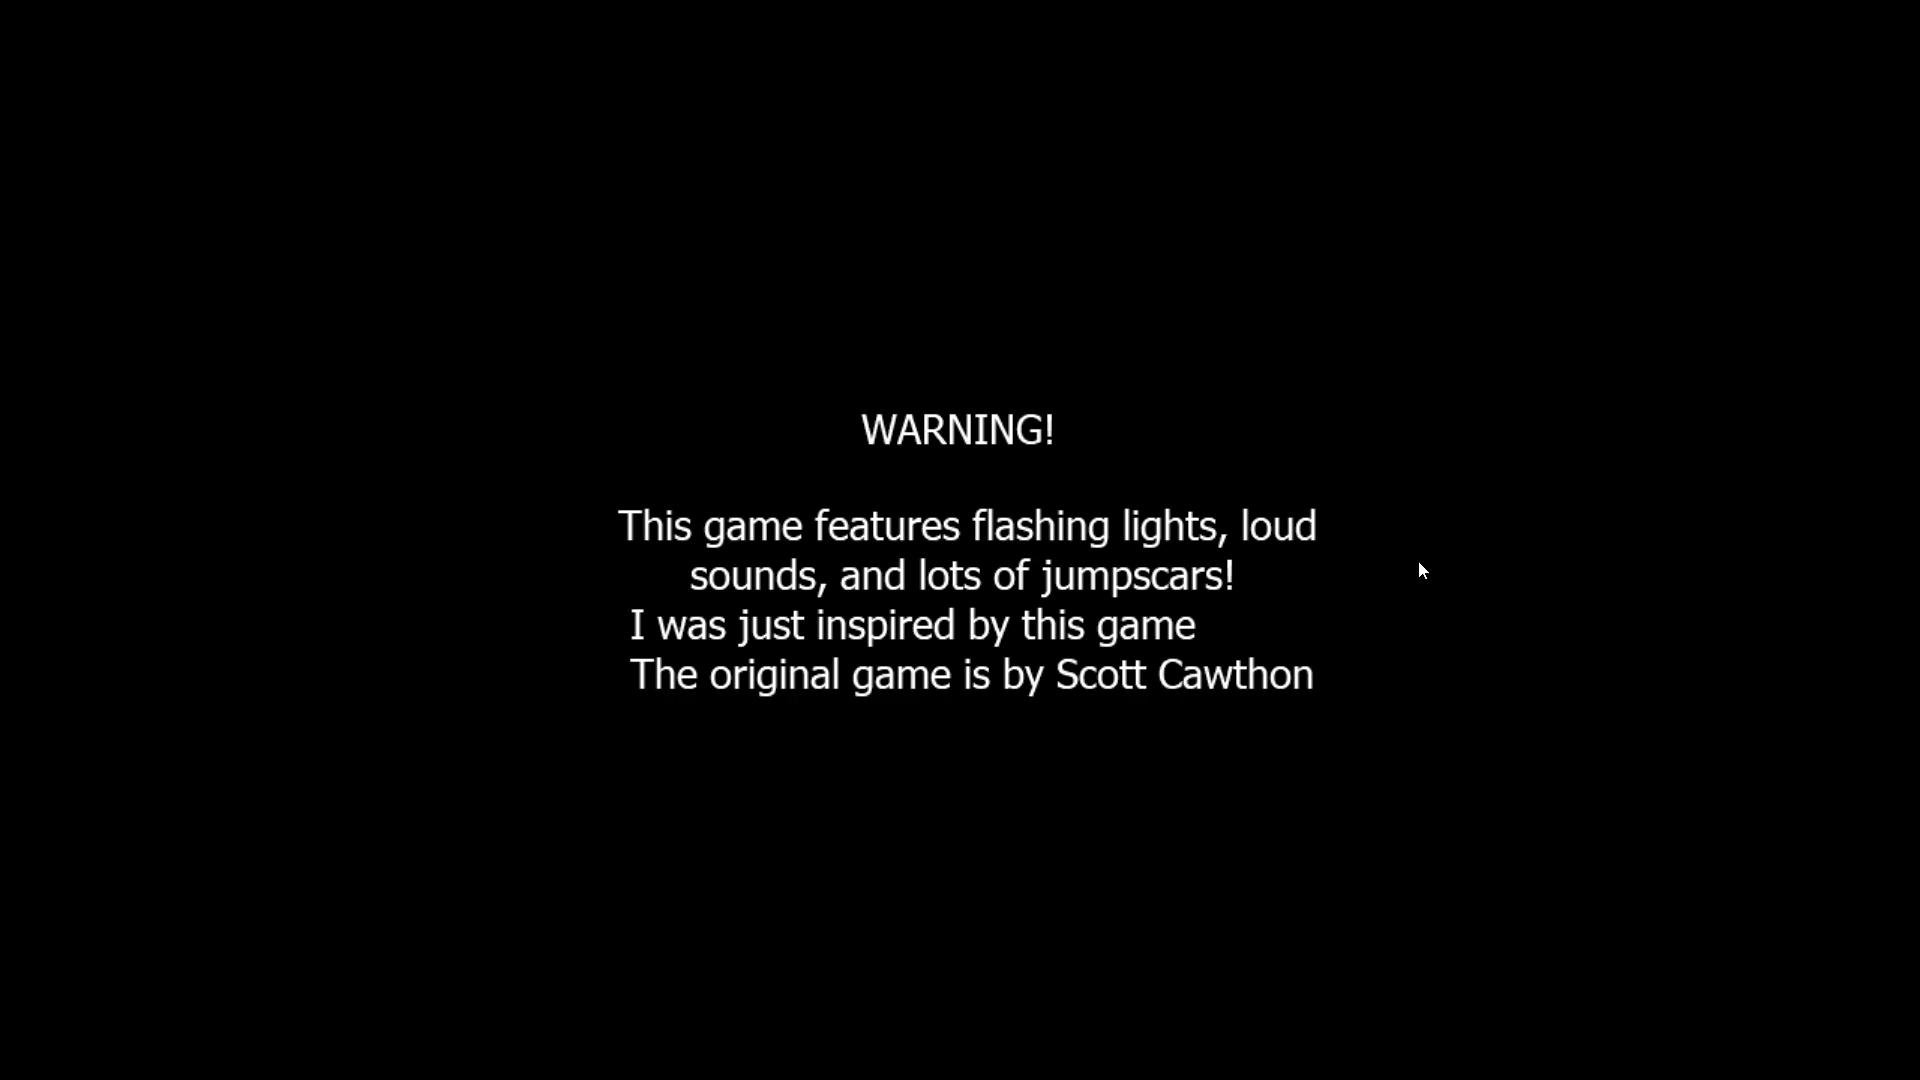 WARNING!
This game features flashing lights, loud
sounds, and lots of jumpscars!
I was just inspired by this game
The original game is by Scott Cawthon